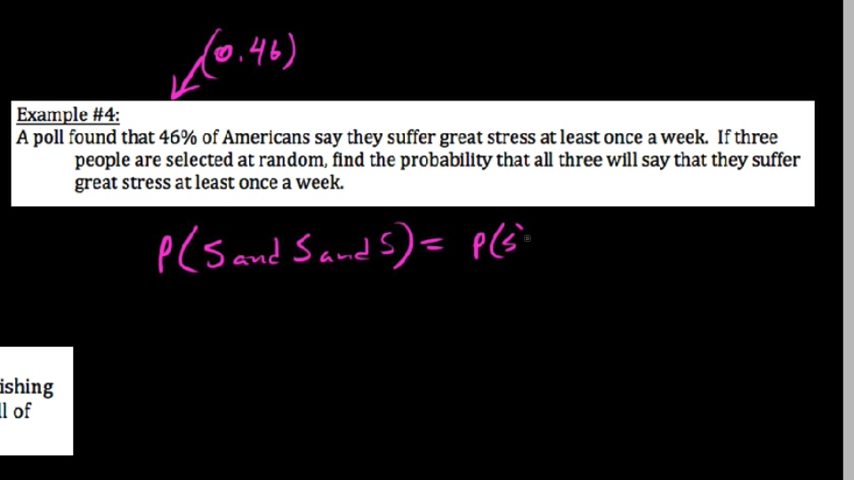 (0.46)
Example #4:
A poll found that 46% of Americans say they suffer great stress at least once a week. If three
people are selected at random, find the probability that all three will say that they suffer
great stress at least once a week.
P(S and S and S) = P(S
ishing
ll of